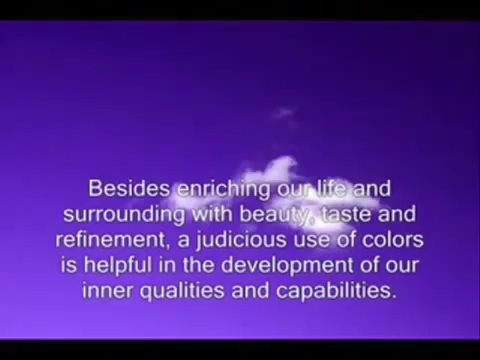 Besides enriching our life and
surrounding with beauty, taste and
refinement, a judicious use of colors
is helpful in the development of our
inner qualities and capabilities.